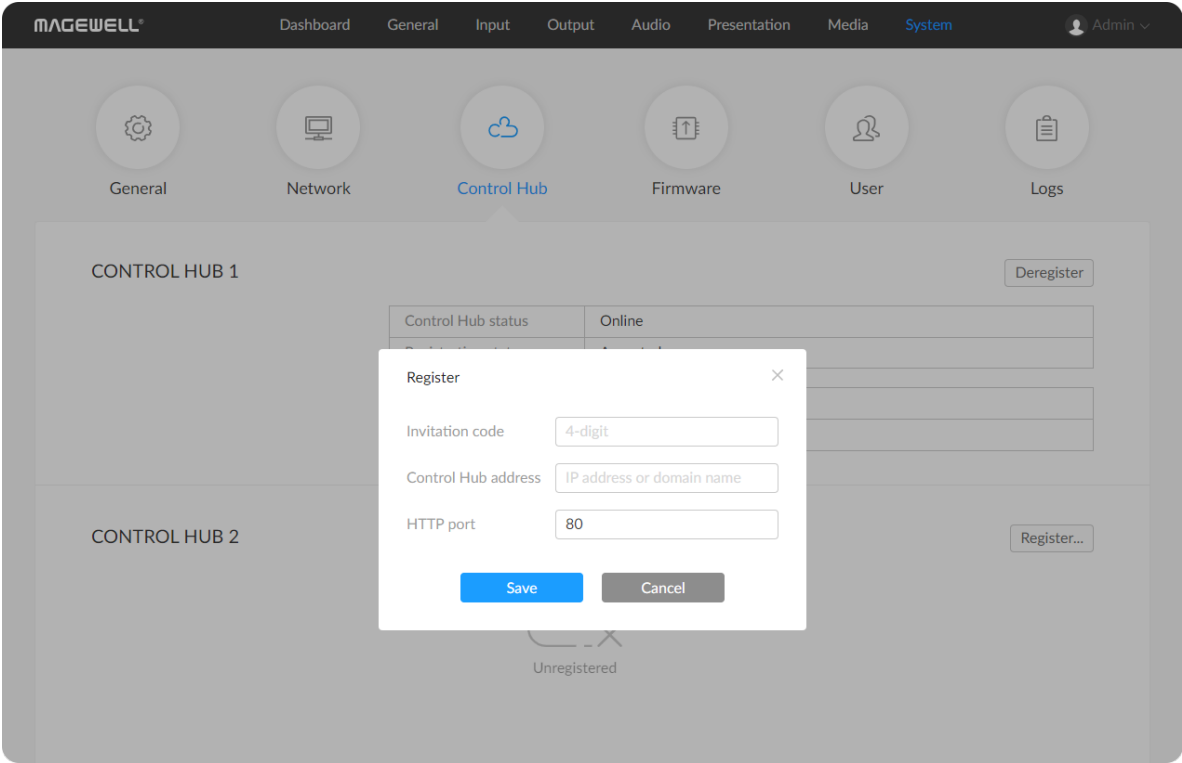 MAGEWELL® Dashboard General Input Output Audio Presentation Media System Admin
General Network Control Hub Firmware User Logs
CONTROL HUB 1 Deregister
Control Hub status Online
Register
Invitation code 4-digit
Control Hub address IP address or domain name
HTTP port 80
CONTROL HUB 2 Register...
Save Cancel
Unregistered